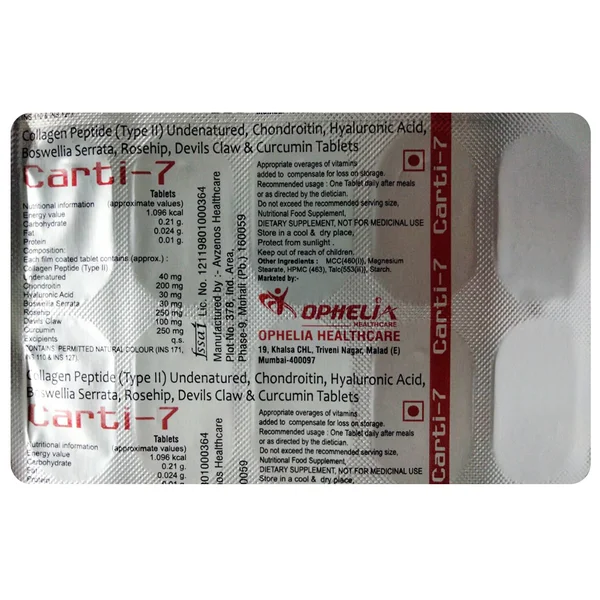 (INS 110 & INS 127).
Collagen Peptide (Type II) Undenatured, Chondroitin, Hyaluronic Acid,
Boswellia Serrata, Rosehip, Devils Claw & Curcumin Tablets
Carti-7
Tablets
Nutritional information (approximate values)
Energy value 1.096 kcal
Carbohydrate 0.21 g.
Fat 0.024 g.
Protein 0.01 g.
Composition:
Each film coated tablet contains (approx.) :
Collagen Peptide (Type II)
Undenatured 40 mg
Chondroitin 200 mg
Hyaluronic Acid 30 mg
Boswellia Serrata 30 mg
Rosehip 250 mg
Devils Claw 100 mg
Curcumin 250 mg
Excipients q.s.
CONTAINS PERMITTED NATURAL COLOUR (INS 171,
INS 110 & INS 127).
fssai Lic. No. 12119801000364
Manufactured by :- Avzenos Healthcare
Plot No. 378, Ind. Area,
Phase-9, Mohali (Pb.) 160059
Appropriate overages of vitamins
added to compensate for loss on storage.
Recommended usage : One Tablet daily after meals
or as directed by the dietician.
Do not exceed the recommended serving size,
Nutritional Food Supplement,
DIETARY SUPPLEMENT, NOT FOR MEDICINAL USE
Store in a cool & dry place,
Protect from sunlight .
Keep out of reach of children.
Other Ingredients : MCC(460(I)), Magnesium
Stearate, HPMC (463), Talc(553(iii)), Starch.
Marketed by:-
OPHELIA
HEALTHCARE
OPHELIA HEALTHCARE
19, Khalsa CHL, Triveni Nagar, Malad (E)
Mumbai-400097
Carti-7
Carti-7
Collagen Peptide (Type II) Undenatured, Chondroitin, Hyaluronic Acid,
Boswellia Serrata, Rosehip, Devils Claw & Curcumin Tablets
Carti-7
Tablets
Nutritional information (approximate values)
Energy value 1.096 kcal
Carbohydrate 0.21 g.
Fat 0.024 g.
Protein 0.01 g.
9801000364
os Healthcare
0059
Appropriate overages of vitamins
added to compensate for loss on storage.
Recommended usage : One Tablet daily after meals
or as directed by the dietician.
Do not exceed the recommended serving size,
Nutritional Food Supplement,
DIETARY SUPPLEMENT, NOT FOR MEDICINAL USE
Store in a cool & dry place,
Carti-7